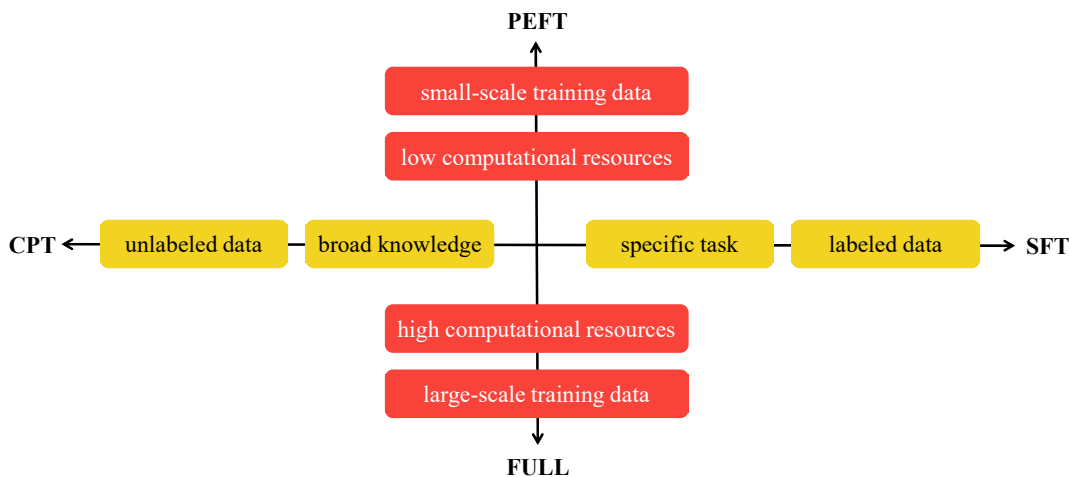 PEFT
small-scale training data
low computational resources
CPT
unlabeled data
broad knowledge
specific task
labeled data
SFT
high computational resources
large-scale training data
FULL